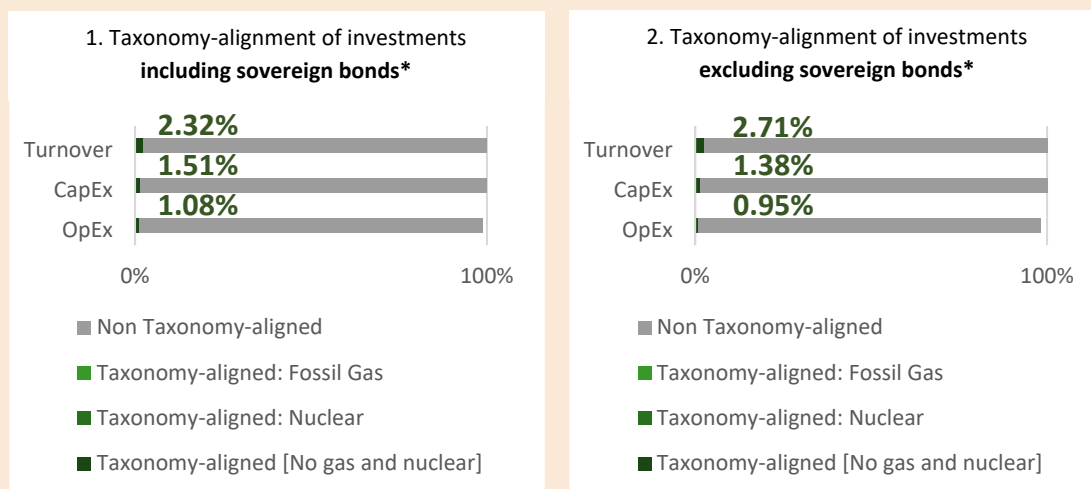 1. Taxonomy-alignment of investments
including sovereign bonds*
2.32%
Turnover
1.51%
CapEx
1.08%
OpEx
0%
100%
Non Taxonomy-aligned
Taxonomy-aligned: Fossil Gas
Taxonomy-aligned: Nuclear
Taxonomy-aligned [No gas and nuclear]
2. Taxonomy-alignment of investments
excluding sovereign bonds*
2.71%
Turnover
1.38%
CapEx
0.95%
OpEx
0%
100%
Non Taxonomy-aligned
Taxonomy-aligned: Fossil Gas
Taxonomy-aligned: Nuclear
Taxonomy-aligned [No gas and nuclear]